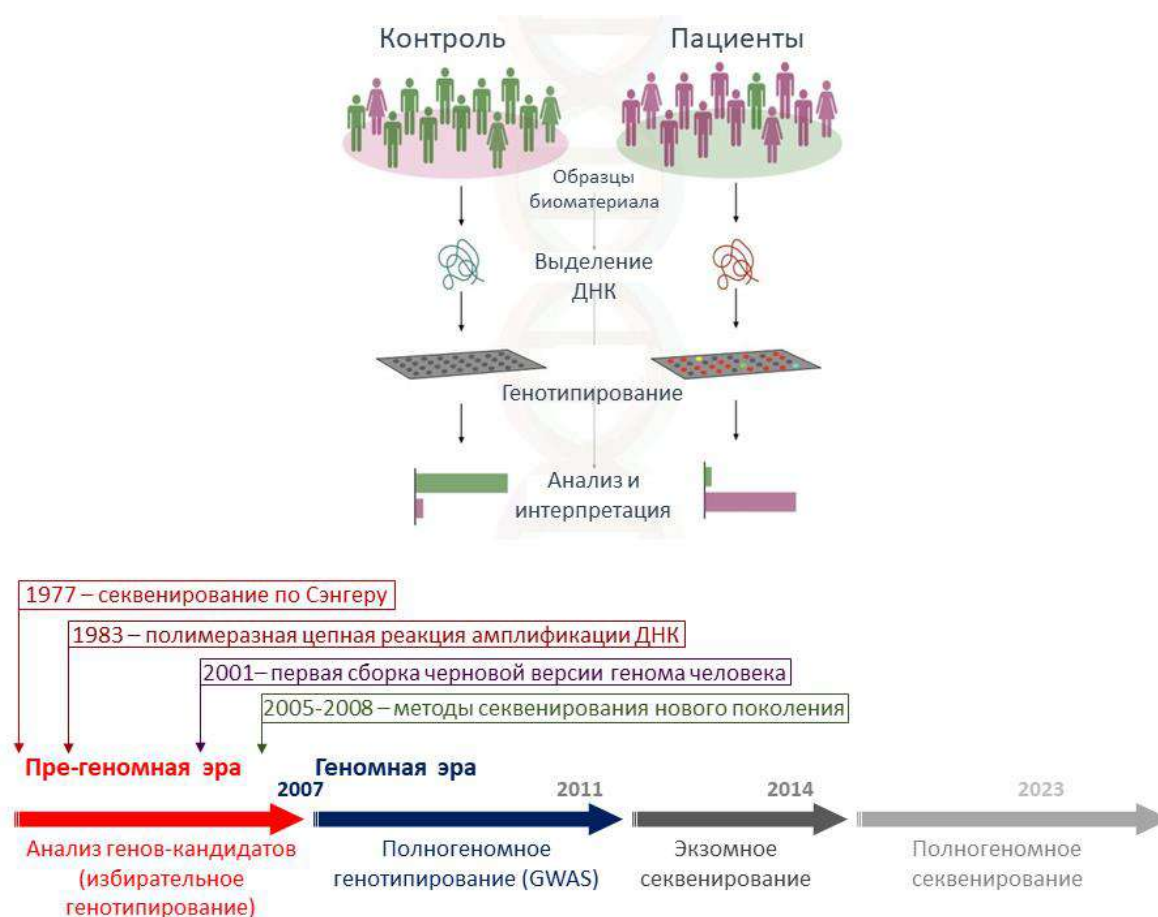 Контроль
Пациенты
Образцы
биоматериала
Выделение
ДНК
Генотипирование
Анализ и
интерпретация
1977 – секвенирование по Сэнгеру
1983 – полимеразная цепная реакция амплификации ДНК
2001– первая сборка черновой версии генома человека
2005-2008 – методы секвенирования нового поколения
Пре-геномная эра
Геномная эра
2007
2011
2014
2023
Анализ генов-кандидатов
(избирательное
генотипирование)
Полногеномное
генотипирование (GWAS)
Экзомное
секвенирование
Полногеномное
секвенирование